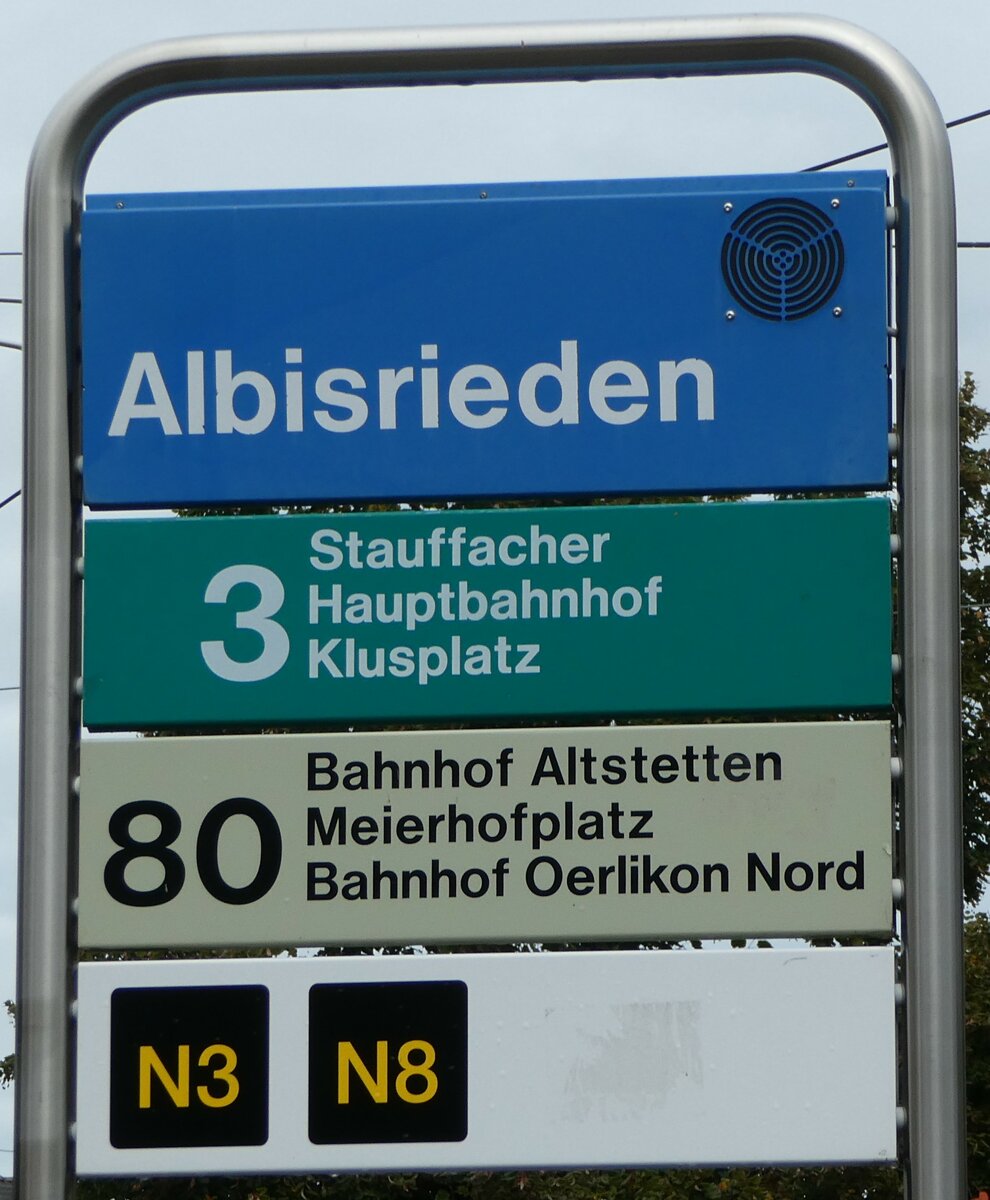 Albisrieden
3
Stauffacher
Hauptbahnhof
Klusplatz
80
Bahnhof Altstetten
Meierhofplatz
Bahnhof Oerlikon Nord
N3 N8